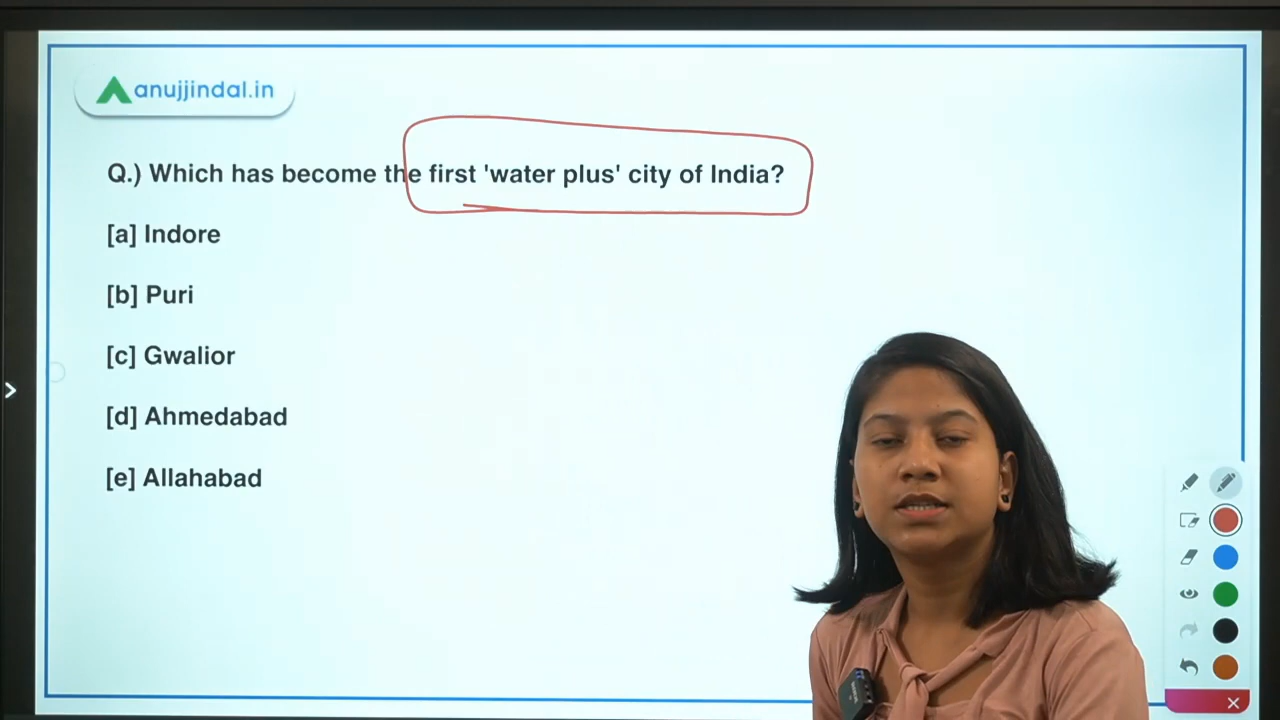 anujjindal.in
Q.) Which has become the first 'water plus' city of India?
[a] Indore
[b] Puri
[c] Gwalior
[d] Ahmedabad
[e] Allahabad